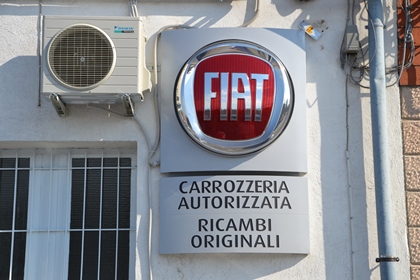 FIAT
CARROZZERIA
AUTORIZZATA
RICAMBI
ORIGINALI